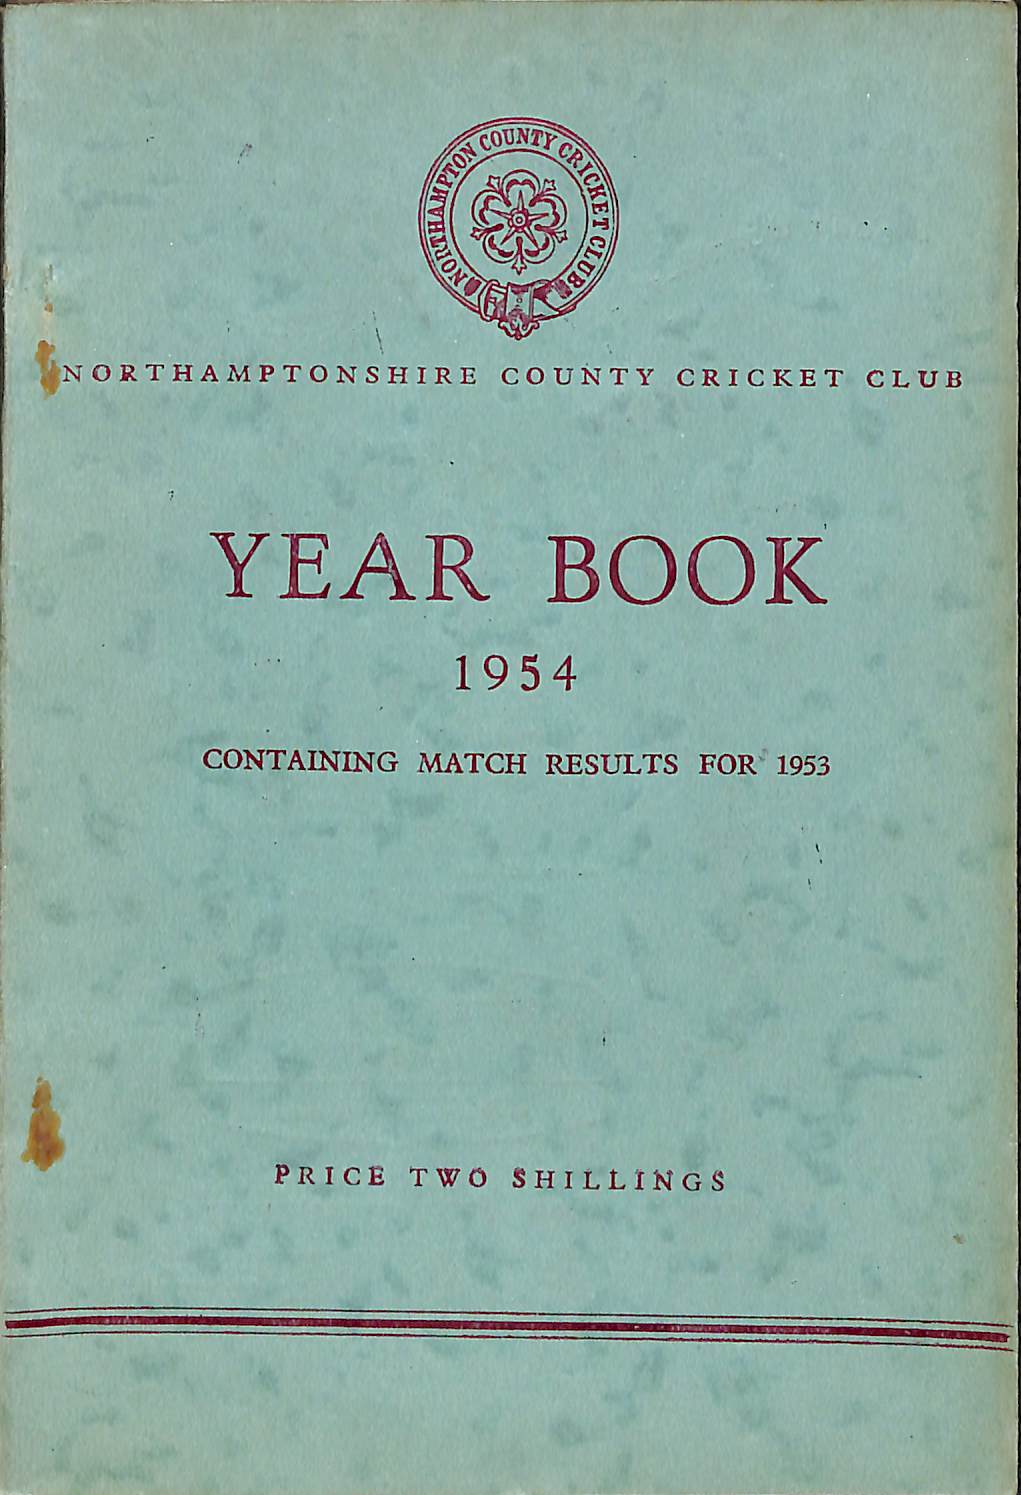 NORTHAMPTON COUNTY CRICKET CLUB
NORTHAMPTONSHIRE COUNTY CRICKET CLUB
YEAR BOOK
1954
CONTAINING MATCH RESULTS FOR 1953
PRICE TWO SHILLINGS